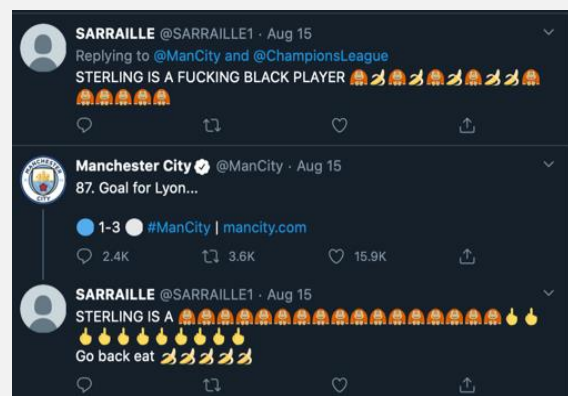 SARRAILLE @SARRAILLE1 · Aug 15
Replying to @ManCity and @ChampionsLeague
STERLING IS A FUCKING BLACK PLAYER 🦧🍌🦧🍌🦧🍌🦧🍌🍌🦧
🦧🦧🦧🦧🦧
Manchester City @ManCity · Aug 15
87. Goal for Lyon...
🔵 1-3 ⚪ #ManCity | mancity.com
2.4K 3.6K 15.9K
SARRAILLE @SARRAILLE1 · Aug 15
STERLING IS A 🦧🦧🦧🦧🦧🦧🦧🦧🦧🦧🦧🦧🦧🦧🦧🦧🦧🖕🖕
🖕🖕🖕🖕🖕🖕🖕🖕🖕
Go back eat 🍌🍌🍌🍌🍌
MANCHESTER
CITY